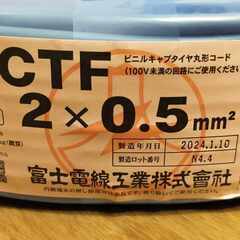 CTF
ビニルキャブタイヤ丸形コード
(100V未満の回路にご使用ください
2×0.5mm²
製造年月日 2024.1.10
製造ロット番号 N4.4
富士電線工業株式會社